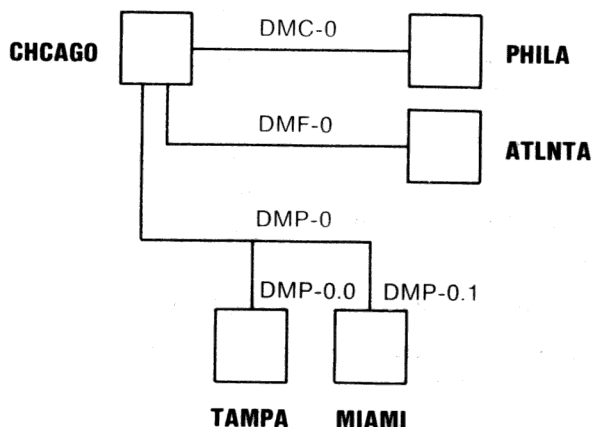 DMC-0
CHCAGO
PHILA
DMF-0
ATLNTA
DMP-0
DMP-0.0
DMP-0.1
TAMPA
MIAMI